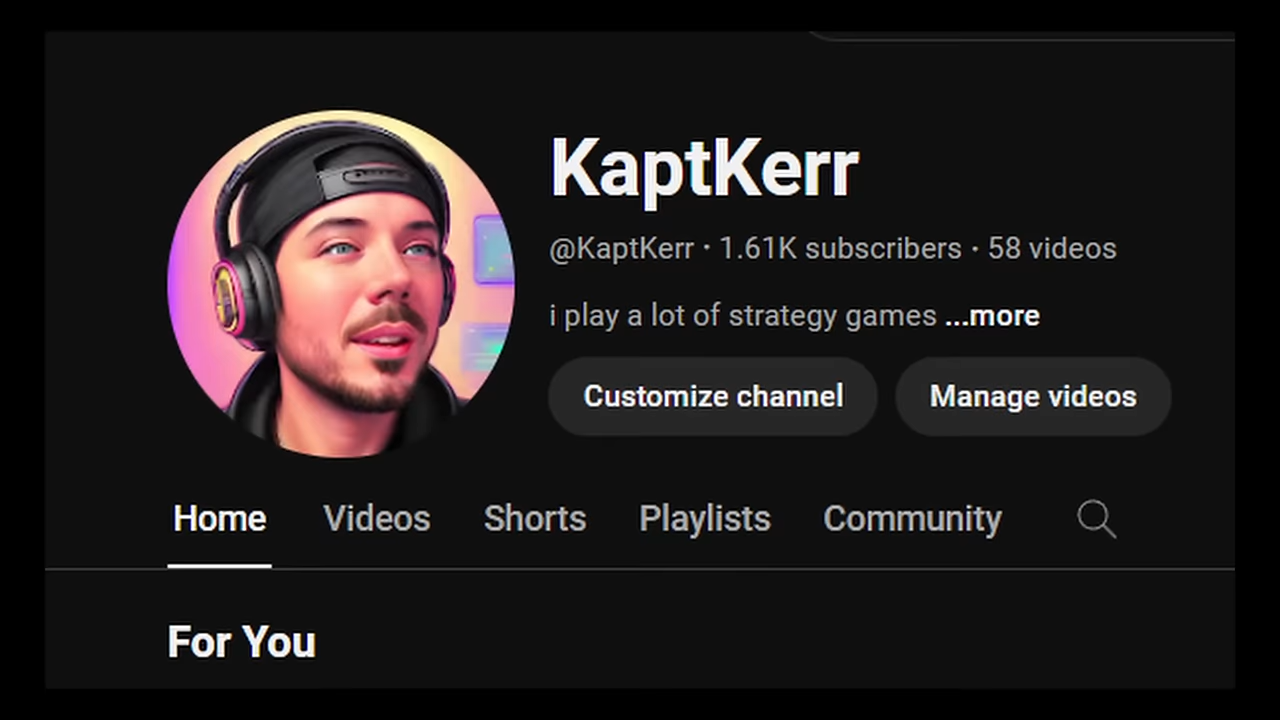 KaptKerr
@KaptKerr • 1.61K subscribers • 58 videos
i play a lot of strategy games ...more
Customize channel Manage videos
Home Videos Shorts Playlists Community
For You